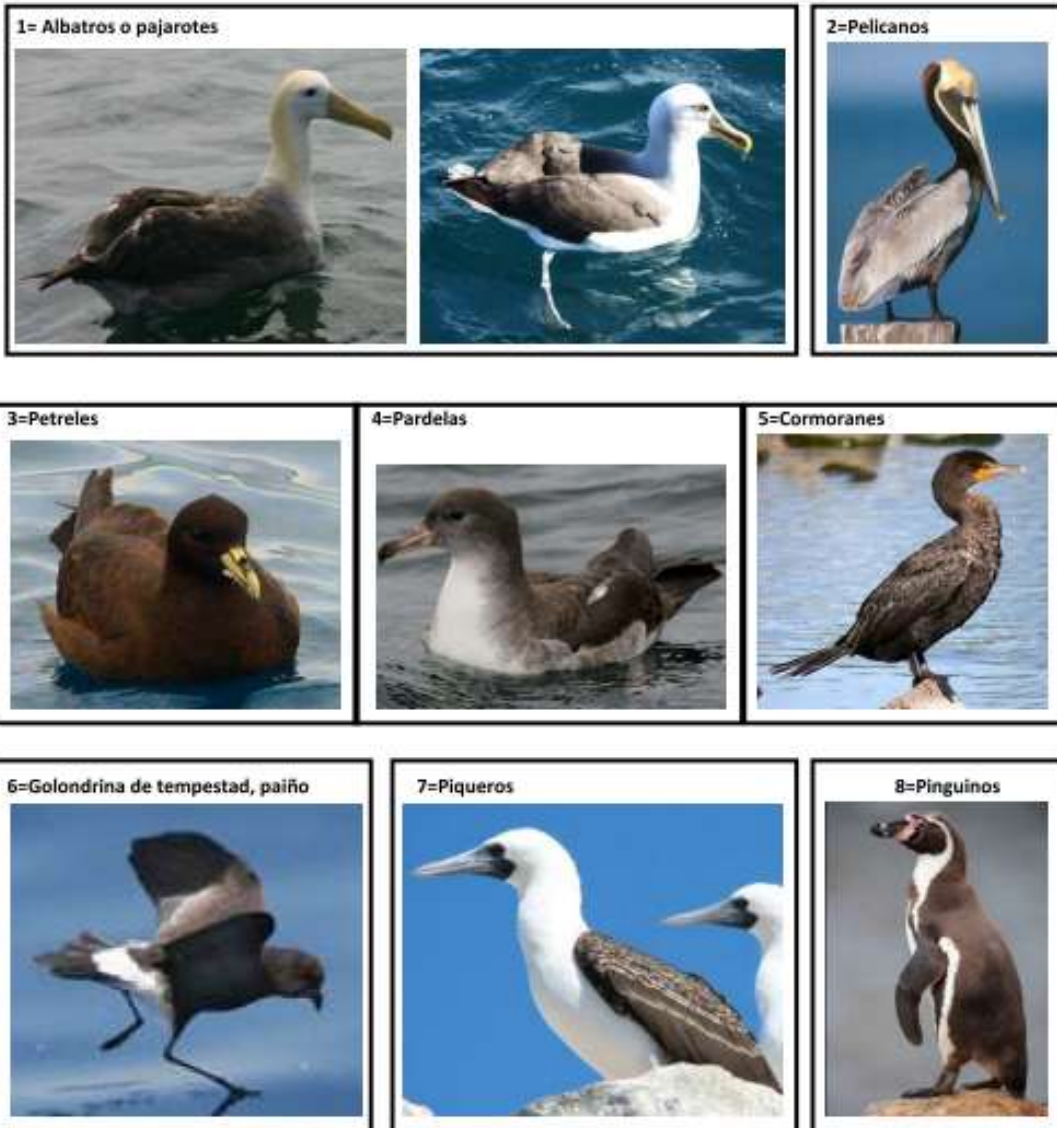 1= Albatros o pajarotes
2=Pelicanos
3=Petreles
4=Pardelas
5=Cormoranes
6=Golondrina de tempestad, paiño
7=Piqueros
8=Pinguinos